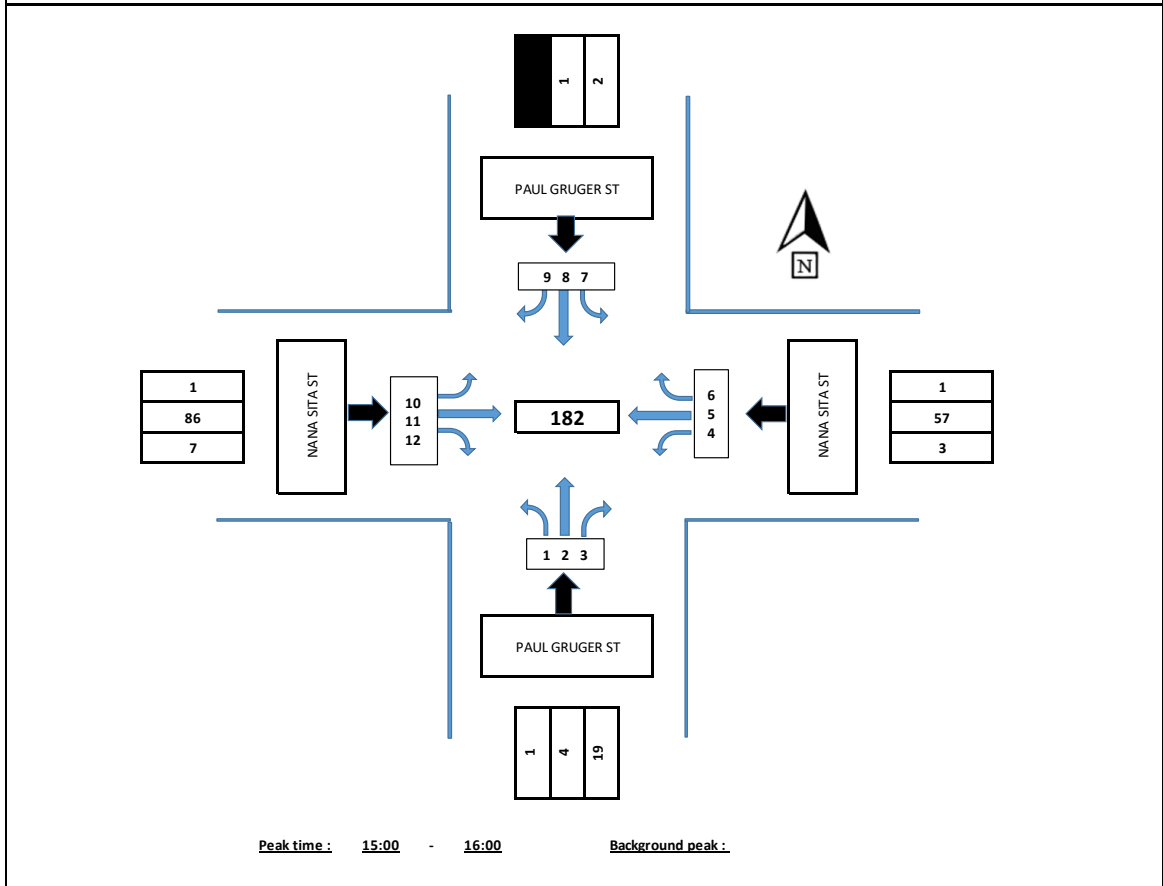 1 2
PAUL GRUGER ST
9 8 7
N
1
86
7
NANA SITA ST
10
11
12
182
6
5
4
NANA SITA ST
1
57
3
1 2 3
PAUL GRUGER ST
1 4 19
Peak time : 15:00 - 16:00 Background peak :